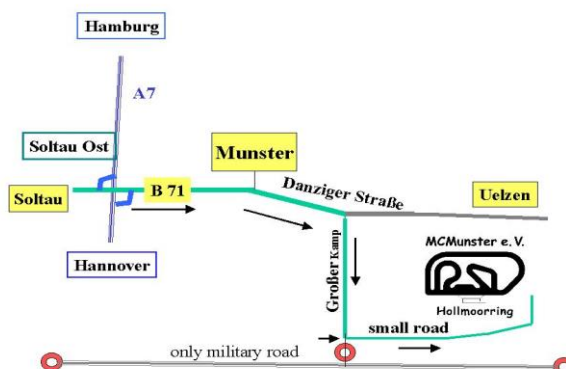 Hamburg
A7
Soltau Ost
Munster
Soltau
B 71
Danziger Straße
Uelzen
Hannover
Großer Kamp
MCMunster e. V.
Hollmoorring
small road
only military road